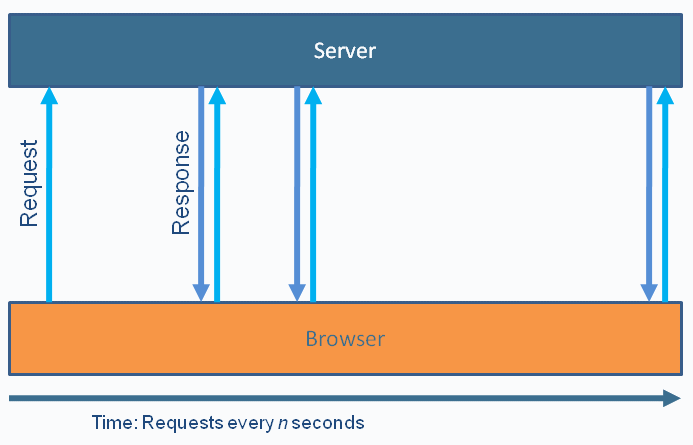 Server
Request
Response
Browser
Time: Requests every n seconds